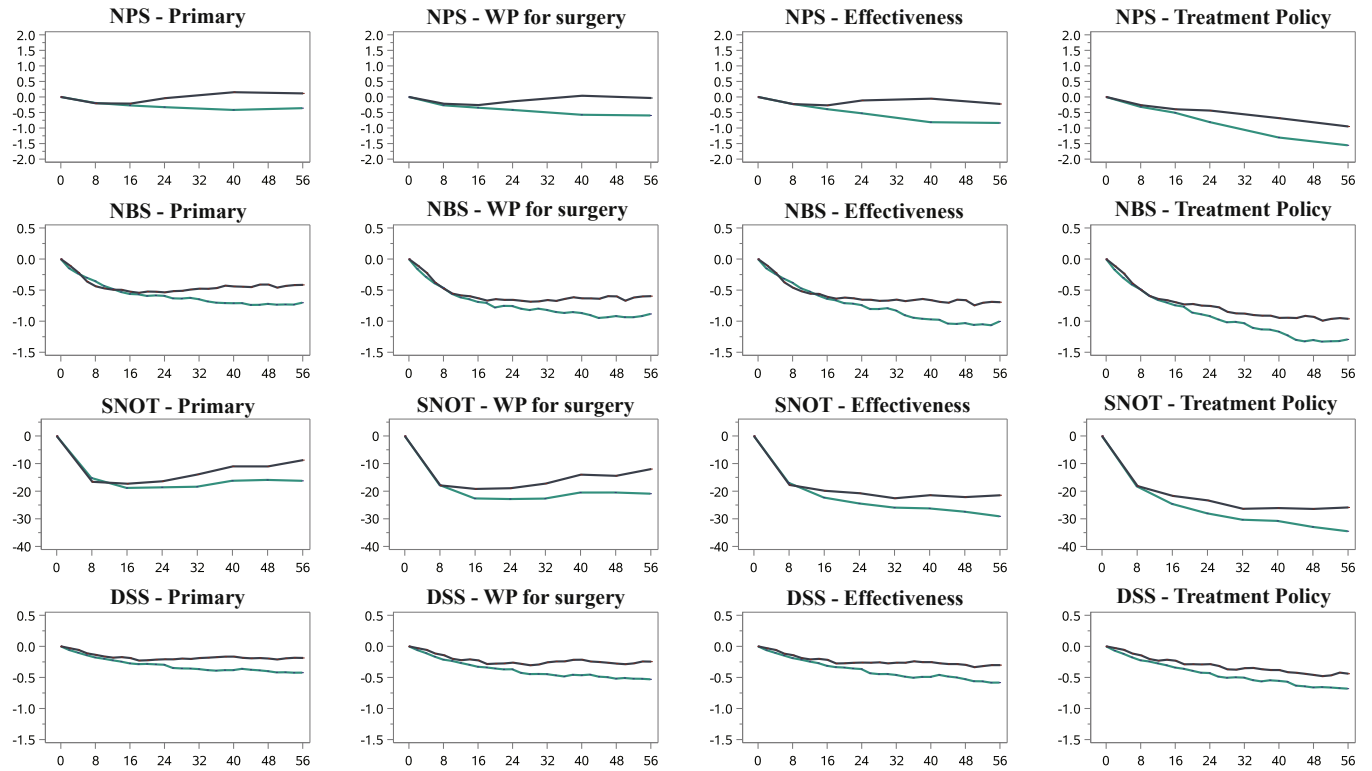 NPS - Primary
NPS - WP for surgery
NPS - Effectiveness
NPS - Treatment Policy
2.0 2.0 2.0 2.0
1.5 1.5 1.5 1.5
1.0 1.0 1.0 1.0
0.5 0.5 0.5 0.5
0.0 0.0 0.0 0.0
-0.5 -0.5 -0.5 -0.5
-1.0 -1.0 -1.0 -1.0
-1.5 -1.5 -1.5 -1.5
-2.0 -2.0 -2.0 -2.0
0 8 16 24 32 40 48 56 0 8 16 24 32 40 48 56 0 8 16 24 32 40 48 56 0 8 16 24 32 40 48 56
NBS - Primary
NBS - WP for surgery
NBS - Effectiveness
NBS - Treatment Policy
0.5 0.5 0.5 0.5
0.0 0.0 0.0 0.0
-0.5 -0.5 -0.5 -0.5
-1.0 -1.0 -1.0 -1.0
-1.5 -1.5 -1.5 -1.5
0 8 16 24 32 40 48 56 0 8 16 24 32 40 48 56 0 8 16 24 32 40 48 56 0 8 16 24 32 40 48 56
SNOT - Primary
SNOT - WP for surgery
SNOT - Effectiveness
SNOT - Treatment Policy
0 0 0 0
-10 -10 -10 -10
-20 -20 -20 -20
-30 -30 -30 -30
-40 -40 -40 -40
0 8 16 24 32 40 48 56 0 8 16 24 32 40 48 56 0 8 16 24 32 40 48 56 0 8 16 24 32 40 48 56
DSS - Primary
DSS - WP for surgery
DSS - Effectiveness
DSS - Treatment Policy
0.5 0.5 0.5 0.5
0.0 0.0 0.0 0.0
-0.5 -0.5 -0.5 -0.5
-1.0 -1.0 -1.0 -1.0
-1.5 -1.5 -1.5 -1.5
0 8 16 24 32 40 48 56 0 8 16 24 32 40 48 56 0 8 16 24 32 40 48 56 0 8 16 24 32 40 48 56